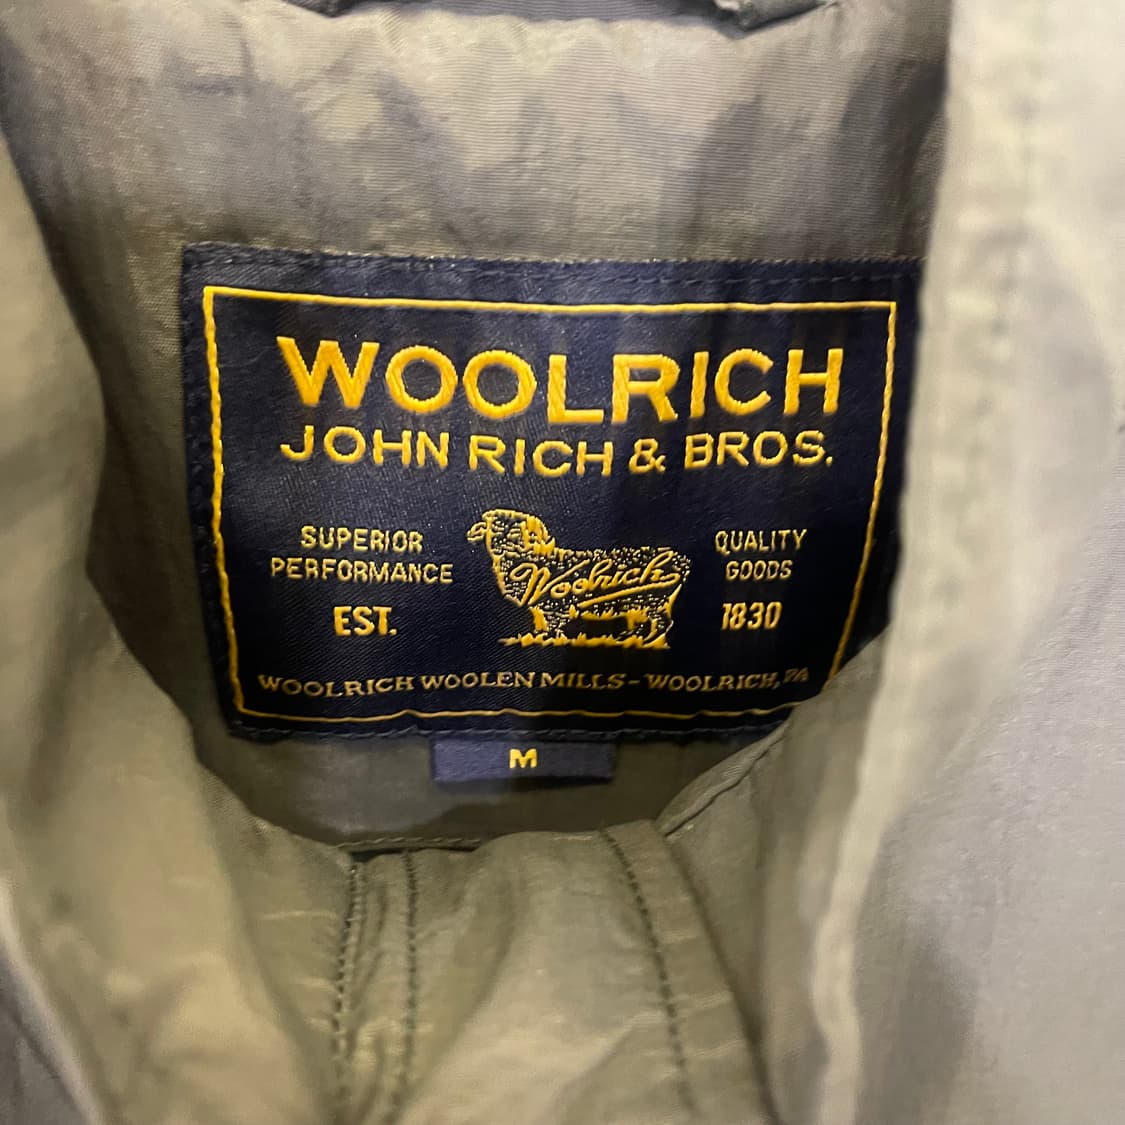 WOOLRICH
JOHN RICH & BROS.
SUPERIOR
PERFORMANCE
EST.
Woolrich
QUALITY
GOODS
1830
WOOLRICH WOOLEN MILLS - WOOLRICH, PA
M